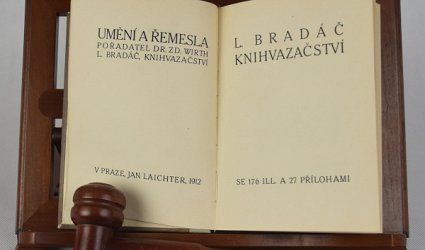 UMĚNÍ A ŘEMESLA
POŘADATEL DR. ZD. WIRTH
L. BRADÁČ, KNIHVAZAČSTVÍ
V PRAZE, JAN LAICHTER, 1912
L. BRADÁČ
KNIHVAZAČSTVÍ
SE 176 ILL. A 27 PŘÍLOHAMI